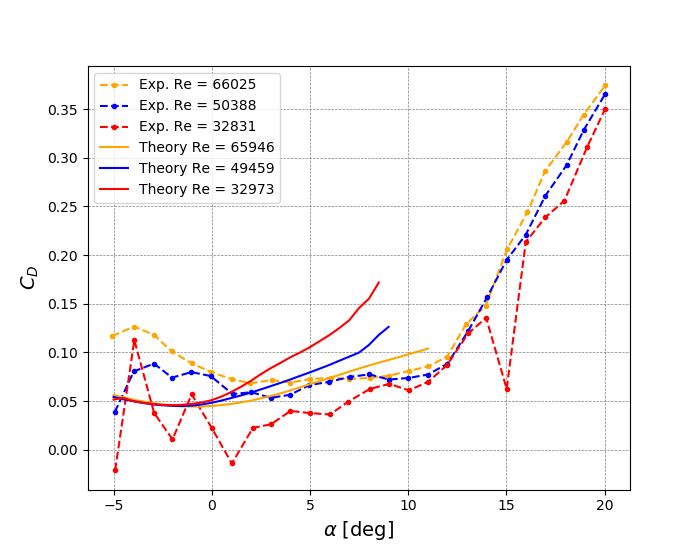 Exp. Re = 66025
Exp. Re = 50388
Exp. Re = 32831
Theory Re = 65946
Theory Re = 49459
Theory Re = 32973
0.35
0.30
0.25
0.20
0.15
0.10
0.05
0.00
C_D
−5
0
5
10
15
20
α [deg]